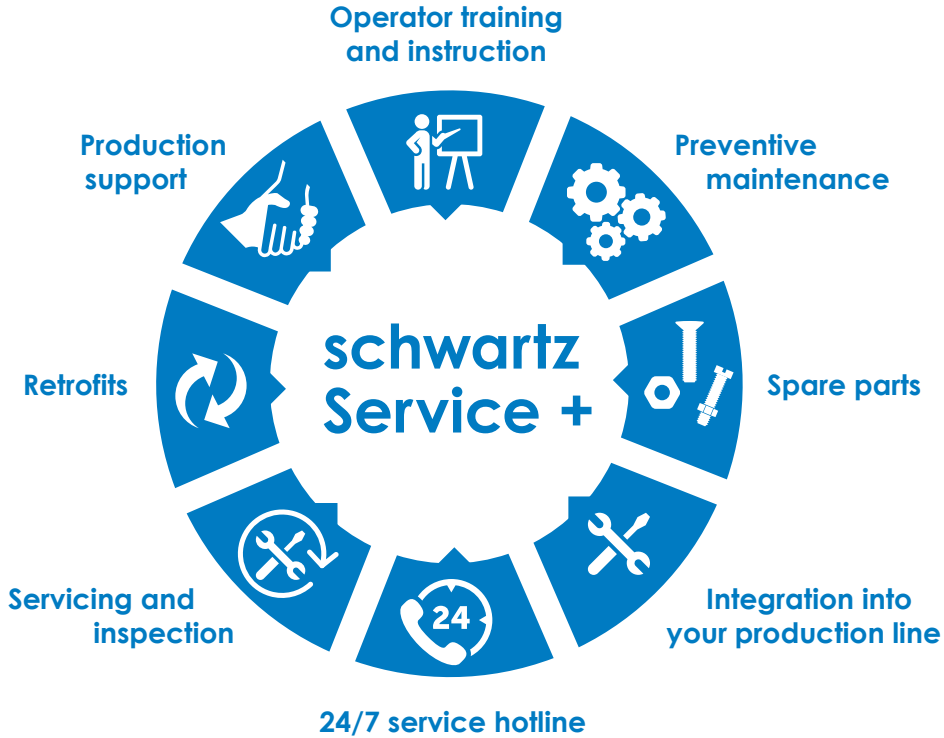 Operator training
and instruction
Production
support
Preventive
maintenance
schwartz
Service +
Retrofits
Spare parts
Servicing and
inspection
24
Integration into
your production line
24/7 service hotline